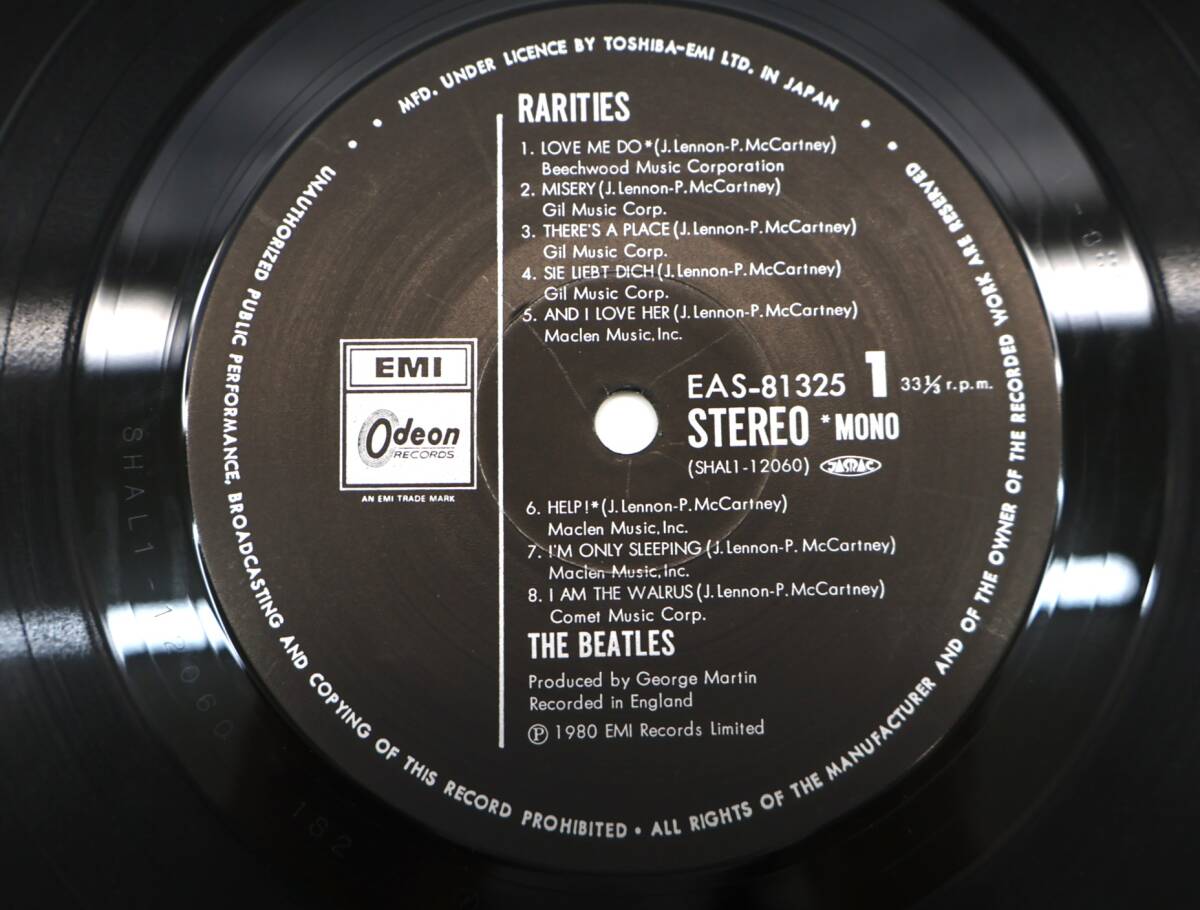 MFD. UNDER LICENCE BY TOSHIBA-EMI LTD. IN JAPAN
RARITIES
1. LOVE ME DO*(J.Lennon-P.McCartney)
Beechwood Music Corporation
2. MISERY(J.Lennon-P.McCartney)
Gil Music Corp.
3. THERE'S A PLACE(J.Lennon-P.McCartney)
Gil Music Corp.
4. SIE LIEBT DICH(J.Lennon-P.McCartney)
Gil Music Corp.
5. AND I LOVE HER(J.Lennon-P.McCartney)
Maclen Music,Inc.
EMI
Odeon
RECORDS
AN EMI TRADE MARK
EAS-81325 1 33⅓ r.p.m.
STEREO *MONO
(SHAL1-12060) JASRAC
6. HELP!*(J.Lennon-P.McCartney)
Maclen Music,Inc.
7. I'M ONLY SLEEPING(J.Lennon-P. McCartney)
Maclen Music,Inc.
8. I AM THE WALRUS(J.Lennon-P.McCartney)
Comet Music Corp.
THE BEATLES
Produced by George Martin
Recorded in England
Ⓟ 1980 EMI Records Limited
UNAUTHORIZED PUBLIC PERFORMANCE, BROADCASTING AND COPYING OF THIS RECORD PROHIBITED • ALL RIGHTS OF THE MANUFACTURER AND OF THE OWNER OF THE RECORDED WORK ARE RESERVED
SHAL1-12060
1S2